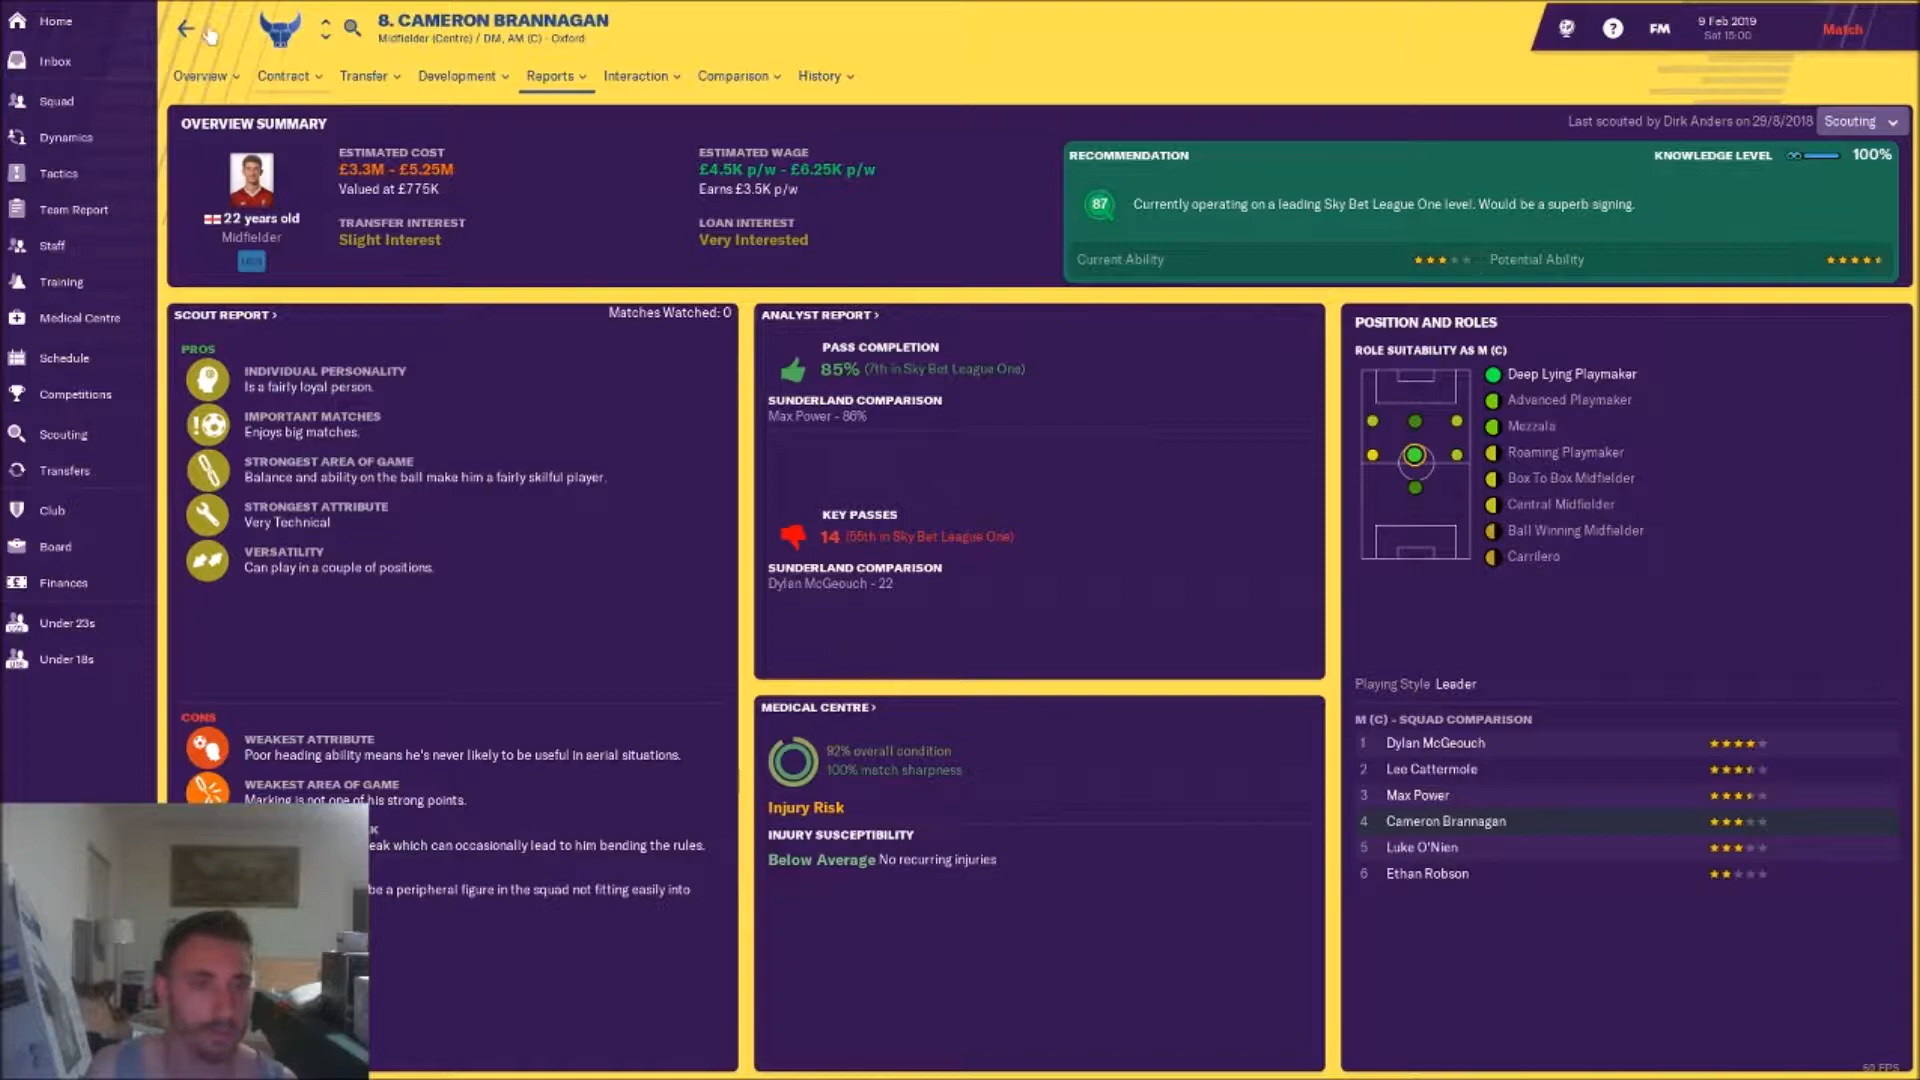 Home
Inbox
Squad
Dynamics
Tactics
Team Report
Staff
Training
Medical Centre
Schedule
Competitions
Scouting
Transfers
Club
Board
Finances
Under 23s
Under 18s
8. CAMERON BRANNAGAN
Midfielder (Centre) / DM, AM (C) - Oxford
FM
9 Feb 2019
Sat 15:00
Match
Overview
Contract
Transfer
Development
Reports
Interaction
Comparison
History
OVERVIEW SUMMARY
Last scouted by Dirk Anders on 29/8/2018
Scouting
22 years old
Midfielder
ESTIMATED COST
£3.3M - £5.25M
Valued at £775K
TRANSFER INTEREST
Slight Interest
ESTIMATED WAGE
£4.5K p/w - £6.25K p/w
Earns £3.5K p/w
LOAN INTEREST
Very Interested
RECOMMENDATION
KNOWLEDGE LEVEL 100%
87
Currently operating on a leading Sky Bet League One level. Would be a superb signing.
Current Ability
Potential Ability
SCOUT REPORT >
Matches Watched: 0
PROS
INDIVIDUAL PERSONALITY
Is a fairly loyal person.
IMPORTANT MATCHES
Enjoys big matches.
STRONGEST AREA OF GAME
Balance and ability on the ball make him a fairly skilful player.
STRONGEST ATTRIBUTE
Very Technical
VERSATILITY
Can play in a couple of positions.
CONS
WEAKEST ATTRIBUTE
Poor heading ability means he's never likely to be useful in aerial situations.
WEAKEST AREA OF GAME
Marking is not one of his strong points.
K
eak which can occasionally lead to him bending the rules.
be a peripheral figure in the squad not fitting easily into
ANALYST REPORT >
PASS COMPLETION
85% (7th in Sky Bet League One)
SUNDERLAND COMPARISON
Max Power - 86%
KEY PASSES
14 (55th in Sky Bet League One)
SUNDERLAND COMPARISON
Dylan McGeouch - 22
MEDICAL CENTRE >
92% overall condition
100% match sharpness
Injury Risk
INJURY SUSCEPTIBILITY
Below Average No recurring injuries
POSITION AND ROLES
ROLE SUITABILITY AS M (C)
Deep Lying Playmaker
Advanced Playmaker
Mezzala
Roaming Playmaker
Box To Box Midfielder
Central Midfielder
Ball Winning Midfielder
Carrilero
Playing Style Leader
M (C) - SQUAD COMPARISON
1 Dylan McGeouch
2 Lee Cattermole
3 Max Power
4 Cameron Brannagan
5 Luke O'Nien
6 Ethan Robson
60 FPS